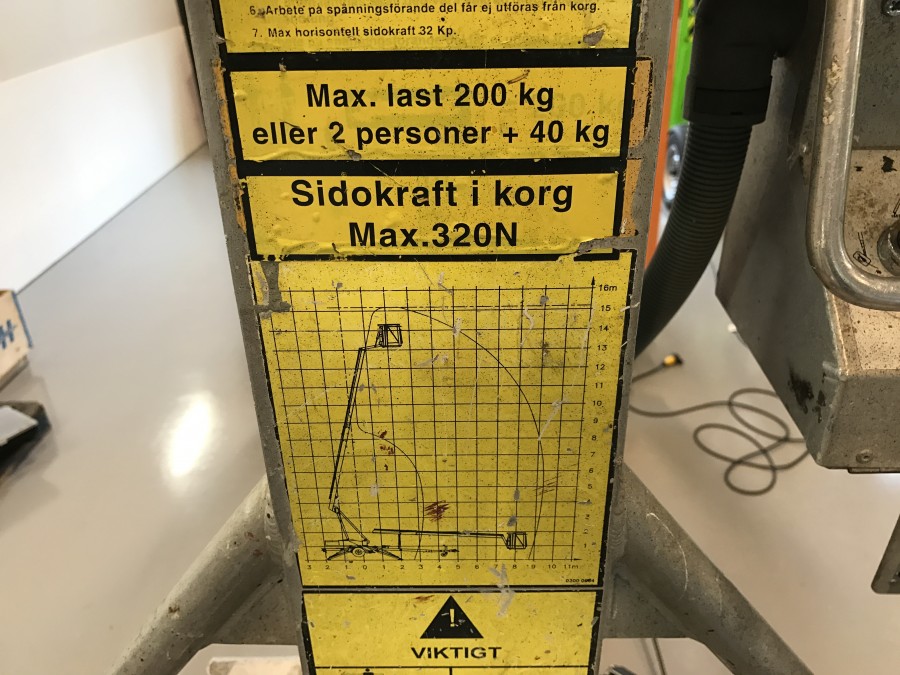 6. Arbete på spänningsförande del får ej utföras från korg.
7. Max horisontell sidokraft 32 Kp.
Max. last 200 kg
eller 2 personer + 40 kg
Sidokraft i korg
Max.320N
16m
15
14
13
12
11
10
9
8
7
6
5
4
3
2
1
3 2 1 0 1 2 3 4 5 6 7 8 9 10 11m
VIKTIGT